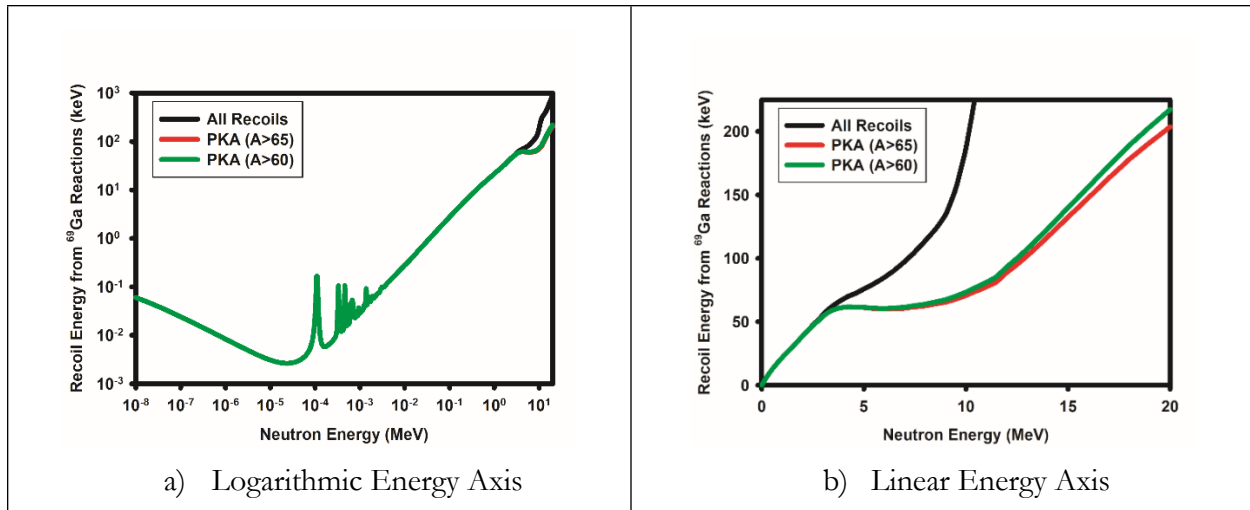 Recoil Energy from ⁶⁹Ga Reactions (keV)
10³
10²
10¹
10⁰
10⁻¹
10⁻²
10⁻³
All Recoils
PKA (A>65)
PKA (A>60)
10⁻⁸ 10⁻⁷ 10⁻⁶ 10⁻⁵ 10⁻⁴ 10⁻³ 10⁻² 10⁻¹ 10⁰ 10¹
Neutron Energy (MeV)
a) Logarithmic Energy Axis
Recoil Energy from ⁶⁹Ga Reactions (keV)
200
150
100
50
0
All Recoils
PKA (A>65)
PKA (A>60)
0 5 10 15 20
Neutron Energy (MeV)
b) Linear Energy Axis